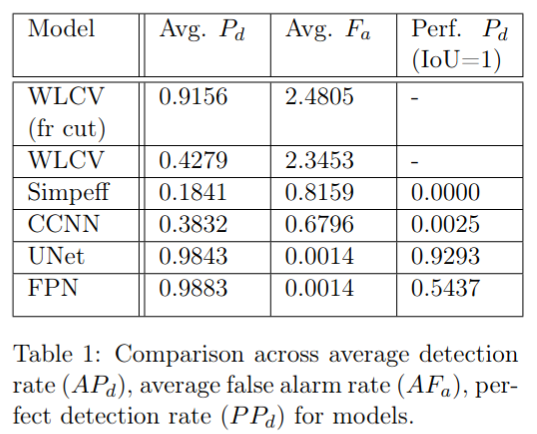 Model Avg. P_d Avg. F_a Perf. P_d
(IoU=1)
WLCV 0.9156 2.4805 -
(fr cut)
WLCV 0.4279 2.3453 -
Simpeff 0.1841 0.8159 0.0000
CCNN 0.3832 0.6796 0.0025
UNet 0.9843 0.0014 0.9293
FPN 0.9883 0.0014 0.5437
Table 1: Comparison across average detection
rate (AP_d), average false alarm rate (AF_a), per-
fect detection rate (PP_d) for models.